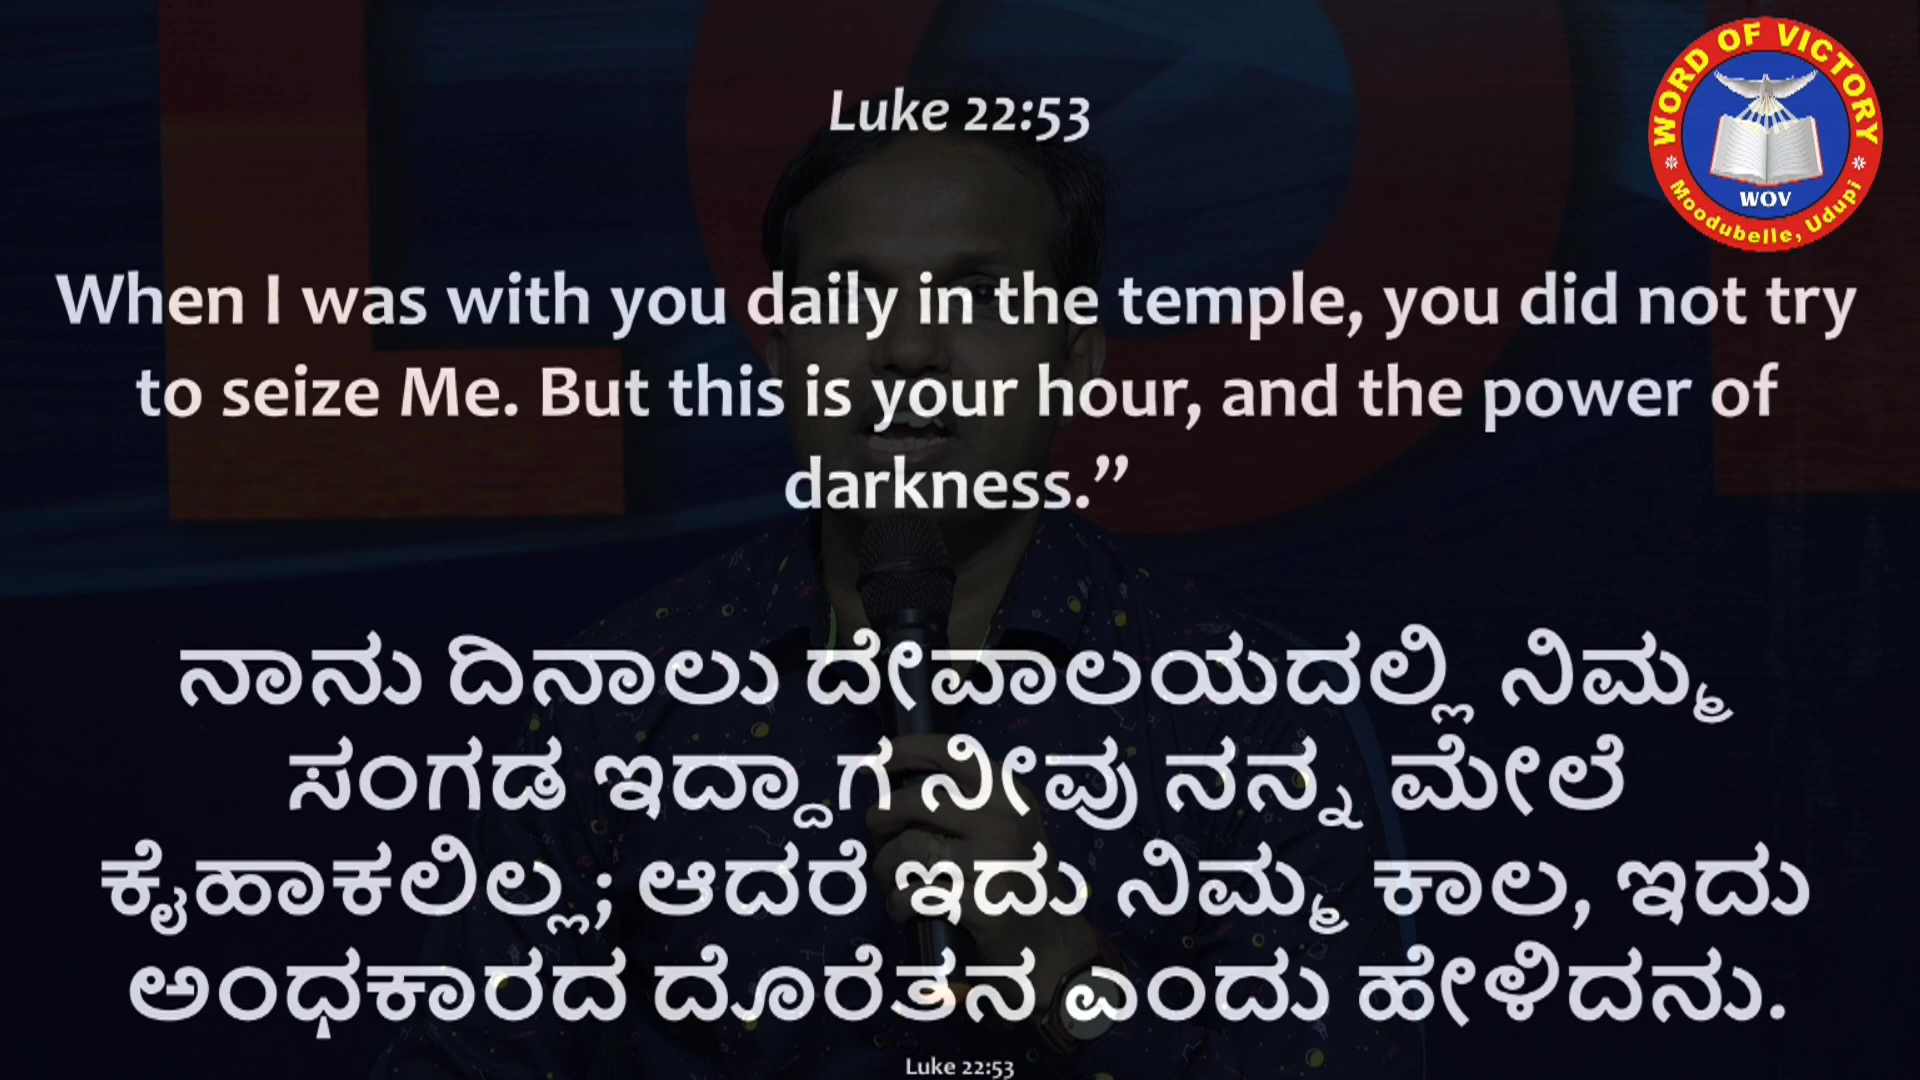 WORD OF VICTORY
WOV
Moodubelle, Udupi
Luke 22:53
When I was with you daily in the temple, you did not try
to seize Me. But this is your hour, and the power of
darkness.”
ನಾನು ದಿನಾಲು ದೇವಾಲಯದಲ್ಲಿ ನಿಮ್ಮ
ಸಂಗಡ ಇದ್ದಾಗ ನೀವು ನನ್ನ ಮೇಲೆ
ಕೈಹಾಕಲಿಲ್ಲ; ಆದರೆ ಇದು ನಿಮ್ಮ ಕಾಲ, ಇದು
ಅಂಧಕಾರದ ದೊರೆತನ ಎಂದು ಹೇಳಿದನು.
Luke 22:53